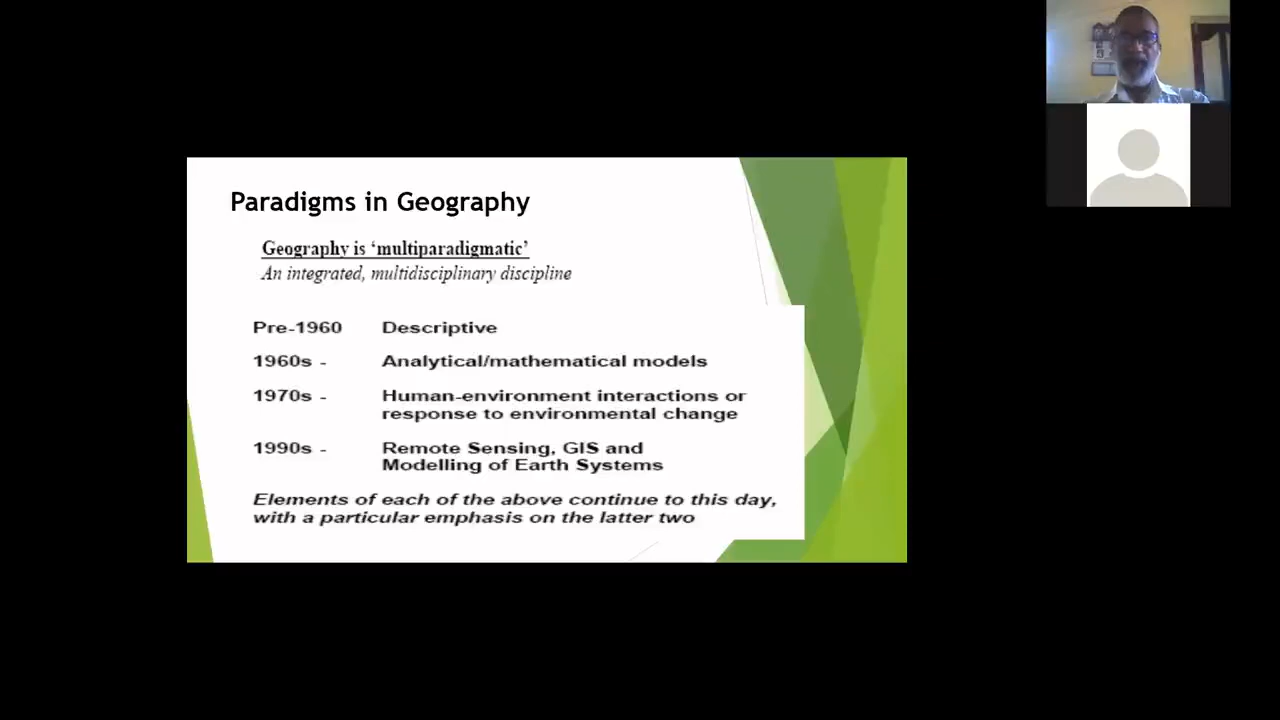 Paradigms in Geography
Geography is ‘multiparadigmatic’
An integrated, multidisciplinary discipline
Pre-1960 Descriptive
1960s - Analytical/mathematical models
1970s - Human-environment interactions or
response to environmental change
1990s - Remote Sensing, GIS and
Modelling of Earth Systems
Elements of each of the above continue to this day,
with a particular emphasis on the latter two